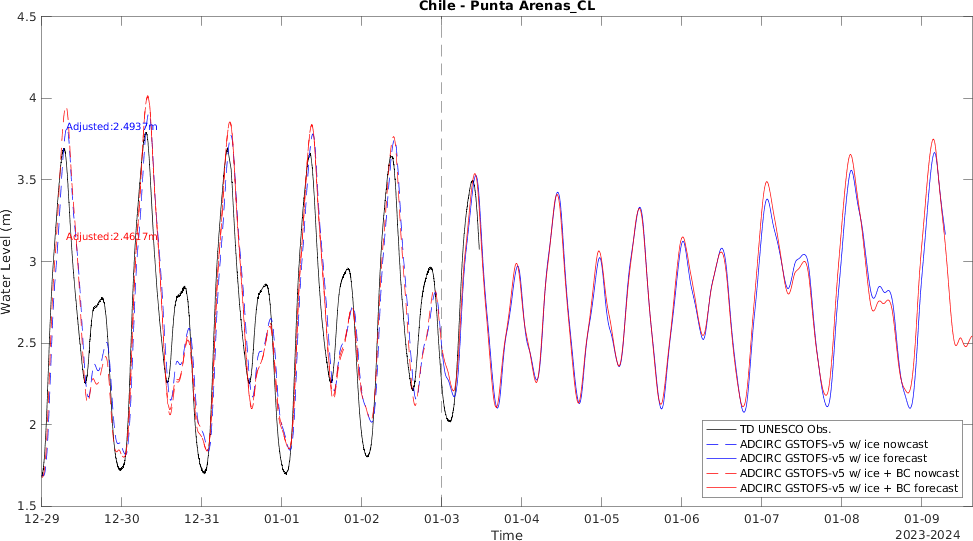 Chile - Punta Arenas_CL
4.5
4
3.5
3
2.5
2
1.5
Water Level (m)
Adjusted:2.4937m
Adjusted:2.4617m
TD UNESCO Obs.
ADCIRC GSTOFS-v5 w/ ice nowcast
ADCIRC GSTOFS-v5 w/ ice forecast
ADCIRC GSTOFS-v5 w/ ice + BC nowcast
ADCIRC GSTOFS-v5 w/ ice + BC forecast
12-29 12-30 12-31 01-01 01-02 01-03 01-04 01-05 01-06 01-07 01-08 01-09
2023-2024
Time